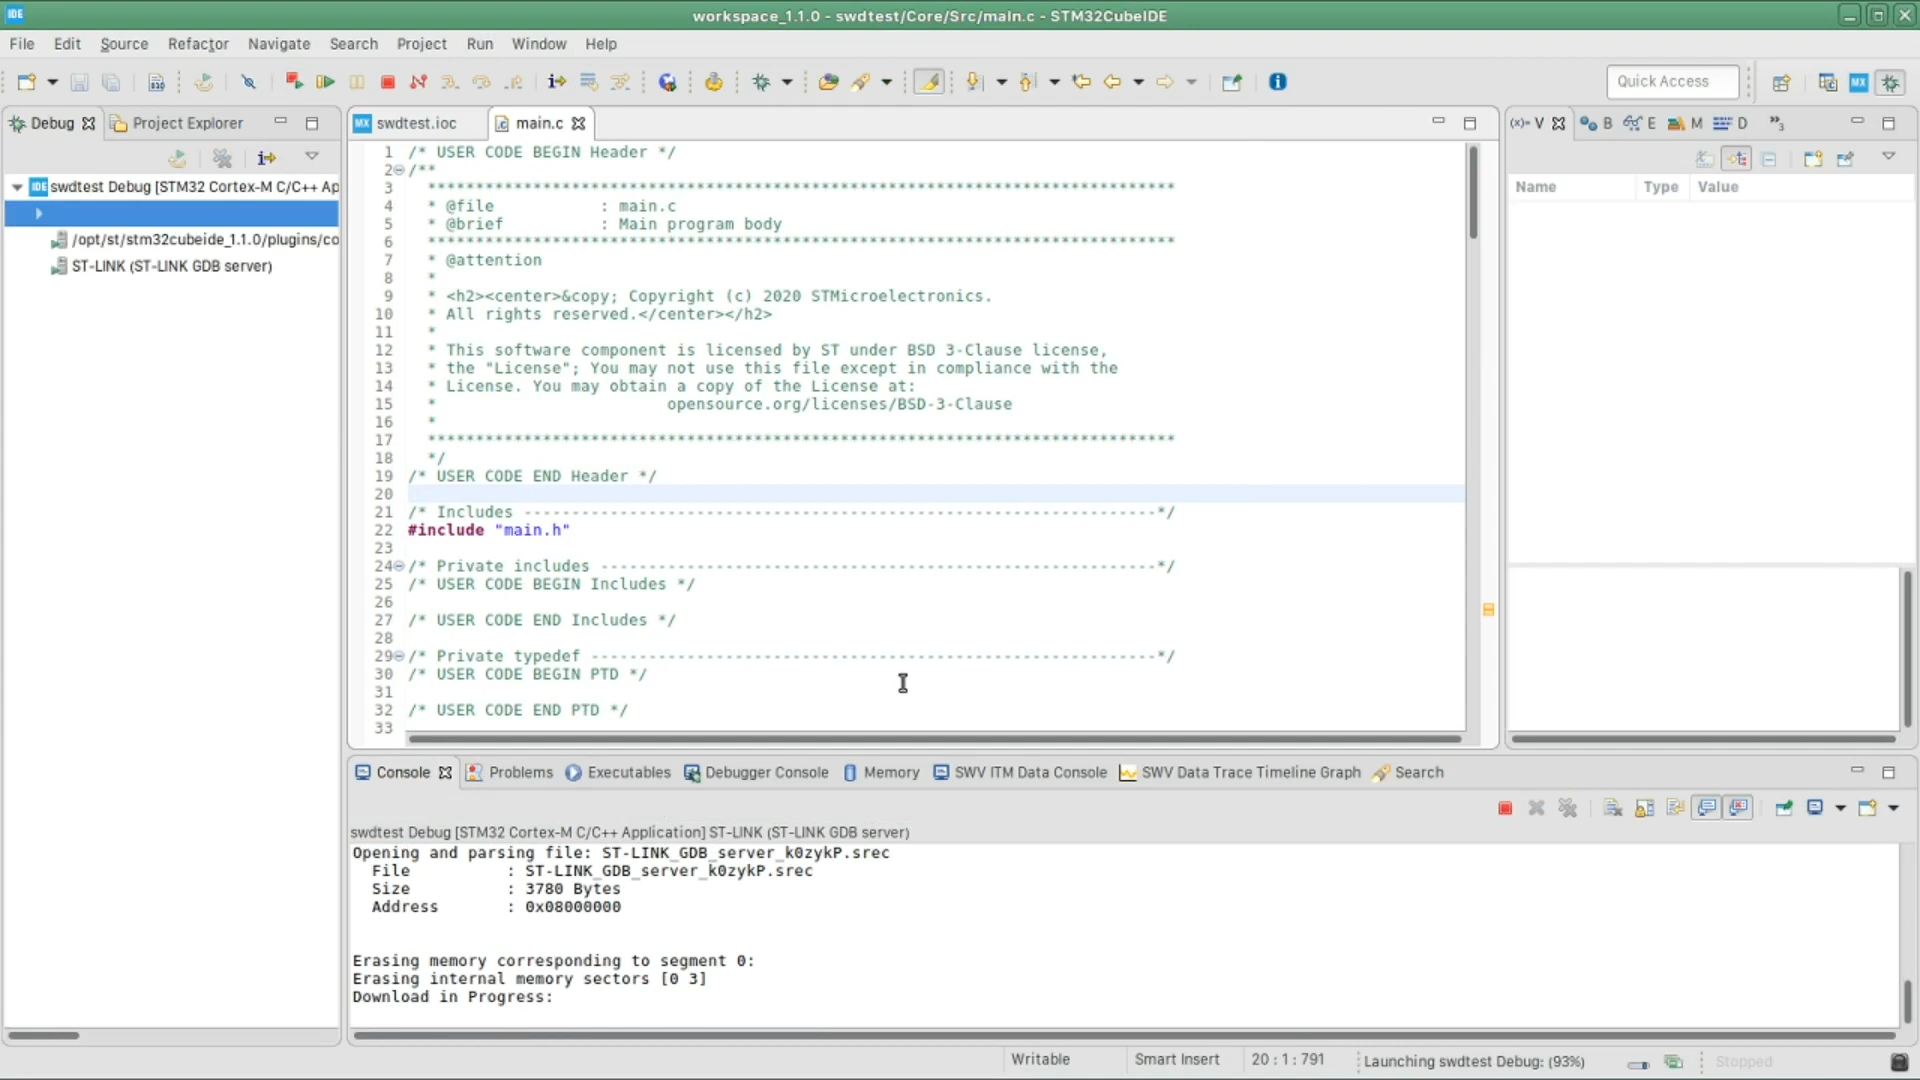 IDE
workspace_1.1.0 - swdtest/Core/Src/main.c - STM32CubeIDE
File Edit Source Refactor Navigate Search Project Run Window Help
Quick Access
MX
Debug
Project Explorer
IDE swdtest Debug [STM32 Cortex-M C/C++ Ap
/opt/st/stm32cubeide_1.1.0/plugins/co
ST-LINK (ST-LINK GDB server)
MX swdtest.ioc
main.c
1 /* USER CODE BEGIN Header */
2 /**
3 ******************************************************************************
4 * @file : main.c
5 * @brief : Main program body
6 ******************************************************************************
7 * @attention
8 *
9 * <h2><center>&copy; Copyright (c) 2020 STMicroelectronics.
10 * All rights reserved.</center></h2>
11 *
12 * This software component is licensed by ST under BSD 3-Clause license,
13 * the "License"; You may not use this file except in compliance with the
14 * License. You may obtain a copy of the License at:
15 * opensource.org/licenses/BSD-3-Clause
16 *
17 ******************************************************************************
18 */
19 /* USER CODE END Header */
20
21 /* Includes ------------------------------------------------------------------*/
22 #include "main.h"
23
24 /* Private includes ----------------------------------------------------------*/
25 /* USER CODE BEGIN Includes */
26
27 /* USER CODE END Includes */
28
29 /* Private typedef -----------------------------------------------------------*/
30 /* USER CODE BEGIN PTD */
31
32 /* USER CODE END PTD */
33
(x)= V B E M D »3
Name Type Value
Console Problems Executables Debugger Console Memory SWV ITM Data Console SWV Data Trace Timeline Graph Search
swdtest Debug [STM32 Cortex-M C/C++ Application] ST-LINK (ST-LINK GDB server)
Opening and parsing file: ST-LINK_GDB_server_k0zykP.srec
File : ST-LINK_GDB_server_k0zykP.srec
Size : 3780 Bytes
Address : 0x08000000
Erasing memory corresponding to segment 0:
Erasing internal memory sectors [0 3]
Download in Progress:
Writable Smart Insert 20 : 1 : 791 Launching swdtest Debug: (93%) Stopped